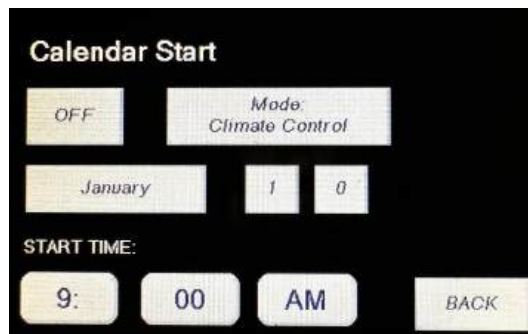 Calendar Start
OFF
Mode:
Climate Control
January
1
0
START TIME:
9:
00
AM
BACK